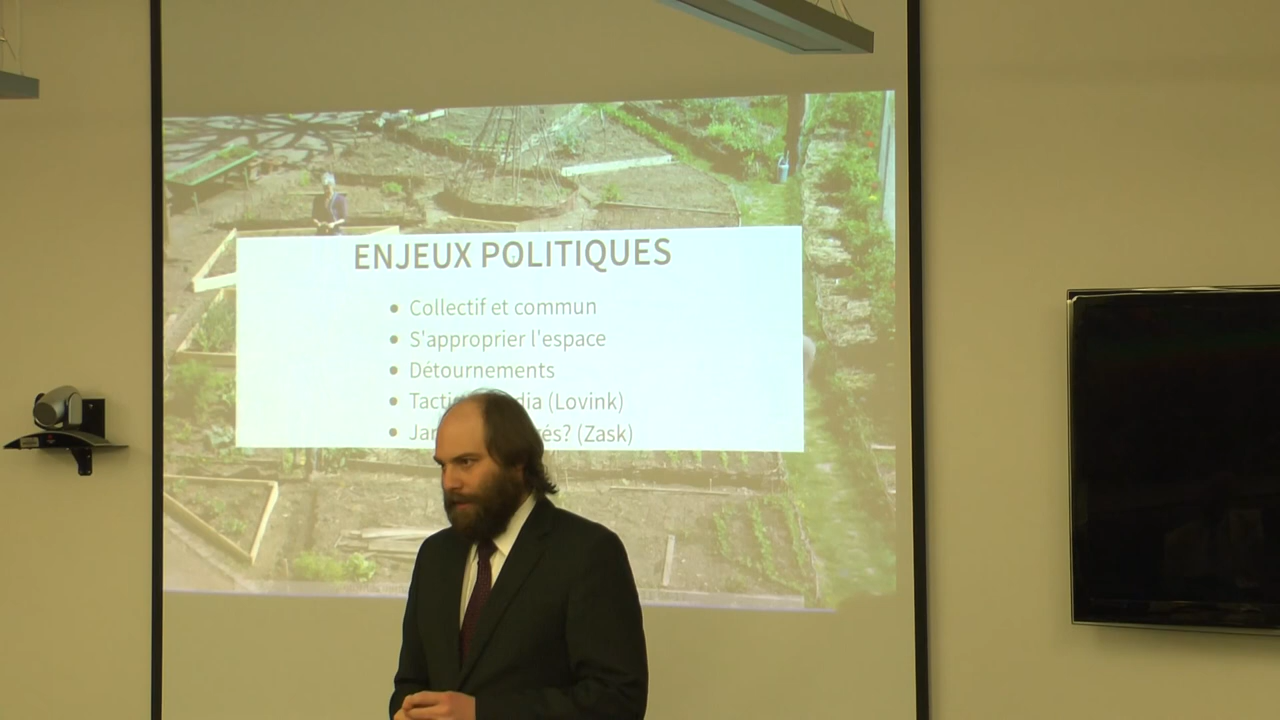 ENJEUX POLITIQUES
• Collectif et commun
• S'approprier l'espace
• Détournements
• (Lovink)
• (Zask)